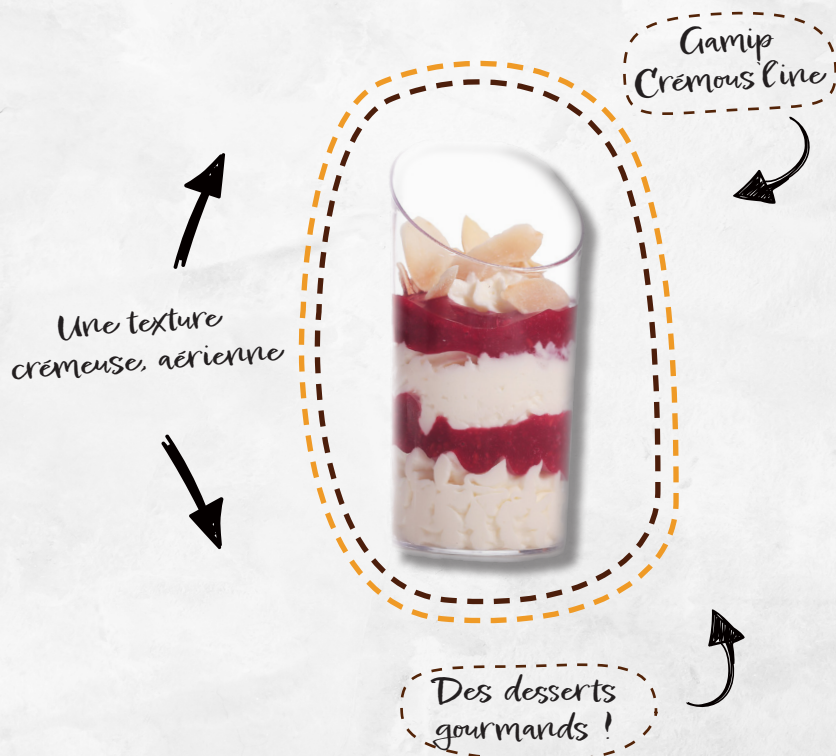 Gamip
Crémous'line
Une texture
crémeuse, aérienne
Des desserts
gourmands !